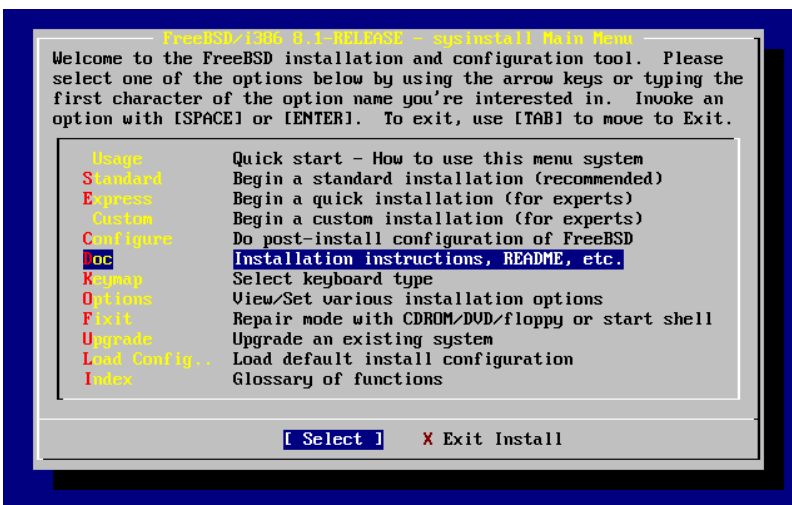 FreeBSD/i386 8.1-RELEASE - sysinstall Main Menu
Welcome to the FreeBSD installation and configuration tool.  Please
select one of the options below by using the arrow keys or typing the
first character of the option name you're interested in.  Invoke an
option with [SPACE] or [ENTER].  To exit, use [TAB] to move to Exit.
Usage Quick start - How to use this menu system
Standard Begin a standard installation (recommended)
Express Begin a quick installation (for experts)
Custom Begin a custom installation (for experts)
Configure Do post-install configuration of FreeBSD
Doc Installation instructions, README, etc.
Keymap Select keyboard type
Options View/Set various installation options
Fixit Repair mode with CDROM/DVD/floppy or start shell
Upgrade Upgrade an existing system
Load Config.. Load default install configuration
Index Glossary of functions
[ Select ] X Exit Install